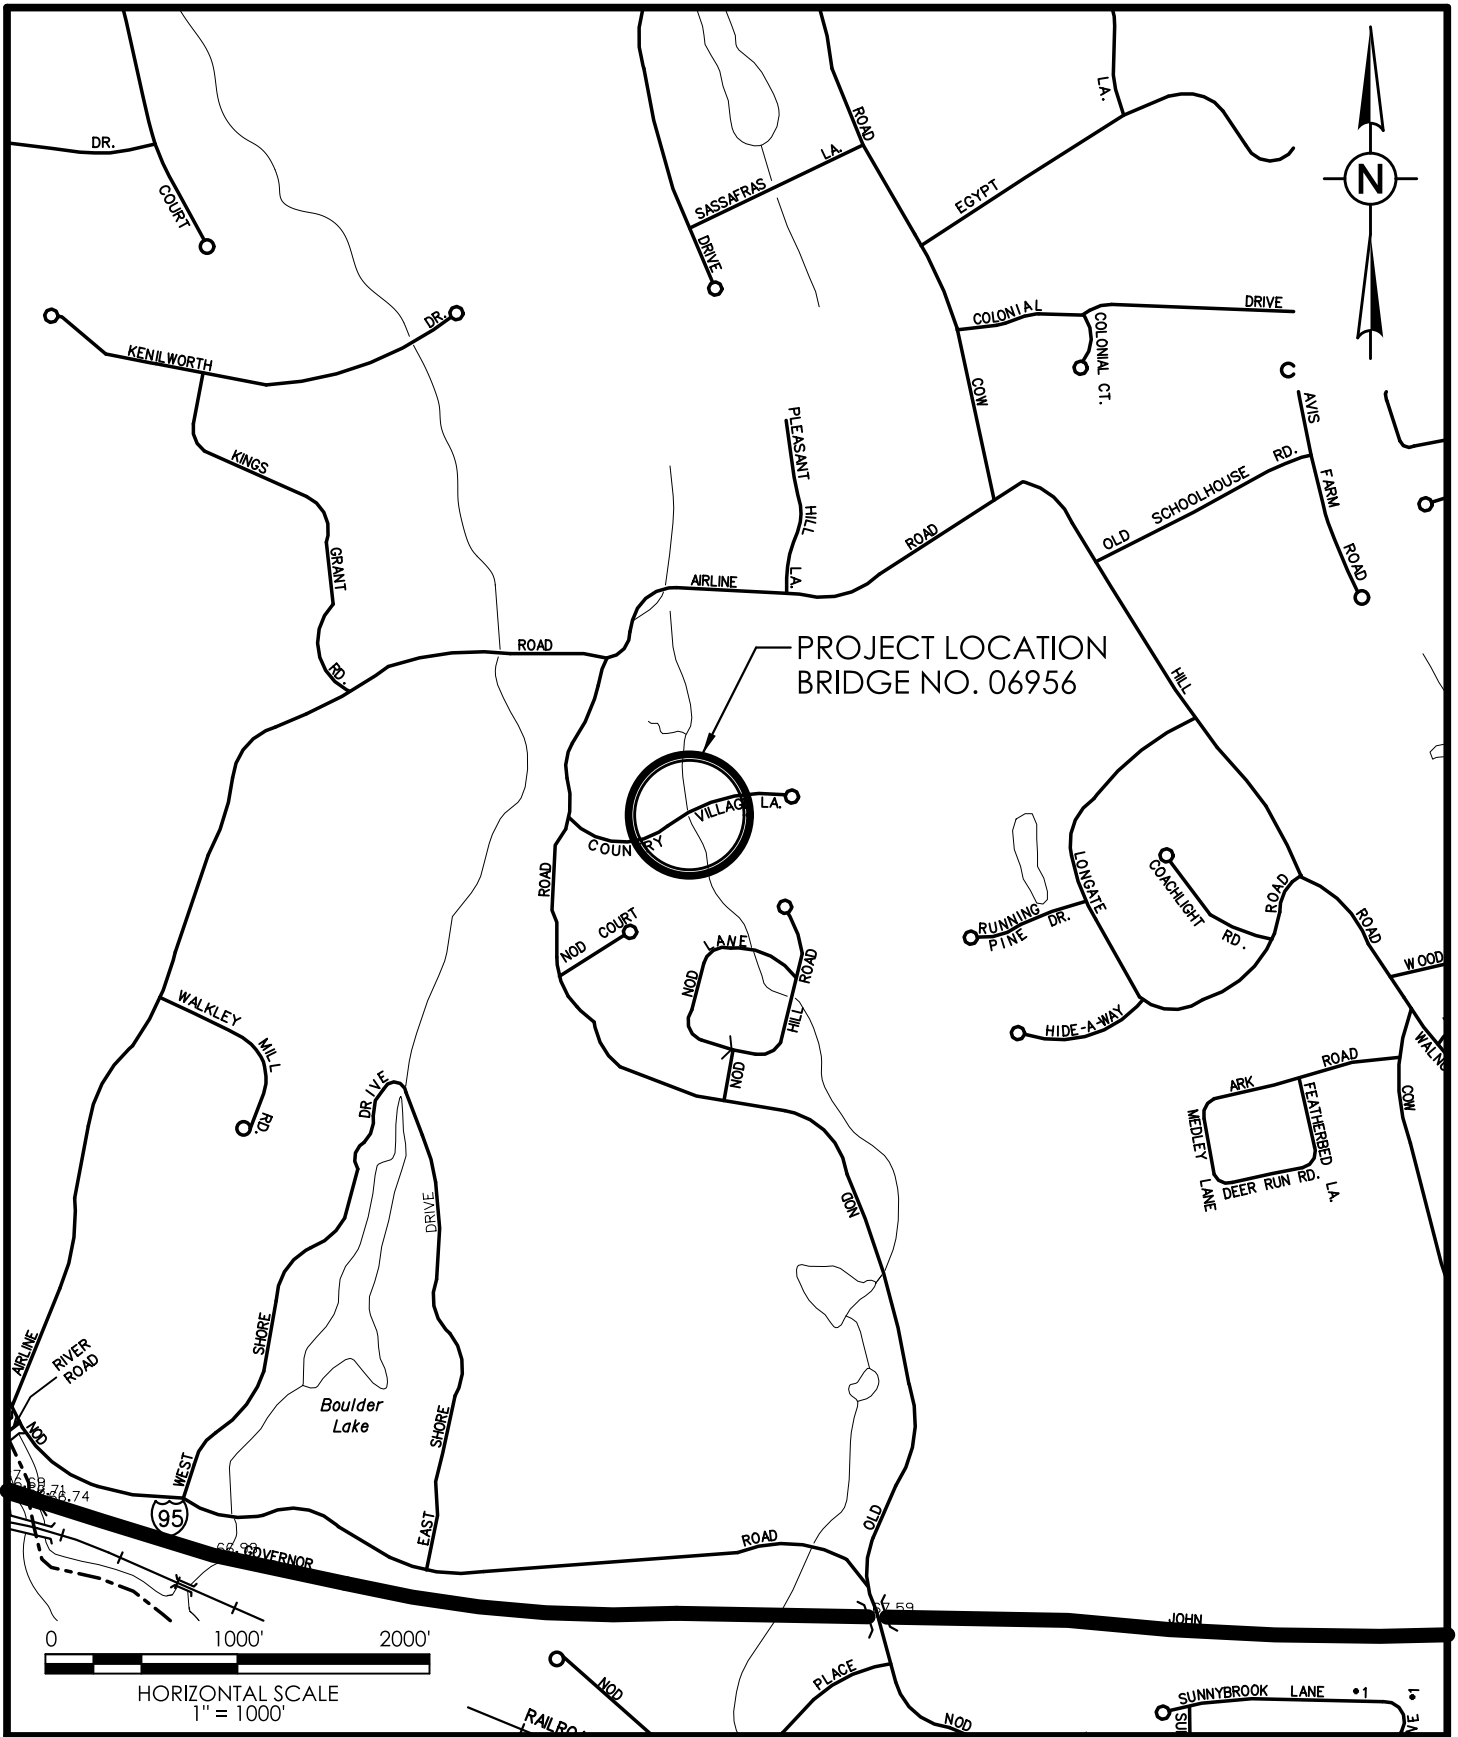 DR.
COURT
LA.
ROAD
SASSAFRAS LA.
DRIVE
EGYPT
N
KENILWORTH DR.
COLONIAL DRIVE
COLONIAL CT.
COW
AVIS FARM ROAD
PLEASANT HILL LA.
KINGS GRANT RD.
OLD SCHOOLHOUSE RD.
ROAD
AIRLINE
ROAD
PROJECT LOCATION
BRIDGE NO. 06956
HILL
COUNTRY VILLAGE LA.
ROAD
NOD COURT
LANE
NOD
HILL ROAD
NOD
LONGATE
ROAD
COACHLIGHT RD.
RUNNING
PINE DR.
HIDE-A-WAY
ROAD
WOOD
COW
ARK ROAD
MEDLEY LANE
FEATHERBED LA.
DEER RUN RD.
WALKLEY MILL RD.
DRIVE
DRIVE
NOD
SHORE
AIRLINE
RIVER
ROAD
Boulder
Lake
NOD
WEST
SHORE
EAST
OLD
ROAD
66.74
95
GOVERNOR
67.59
JOHN
0 1000' 2000'
HORIZONTAL SCALE
1" = 1000'
NOD
PLACE
NOD
SUNNYBROOK LANE •1